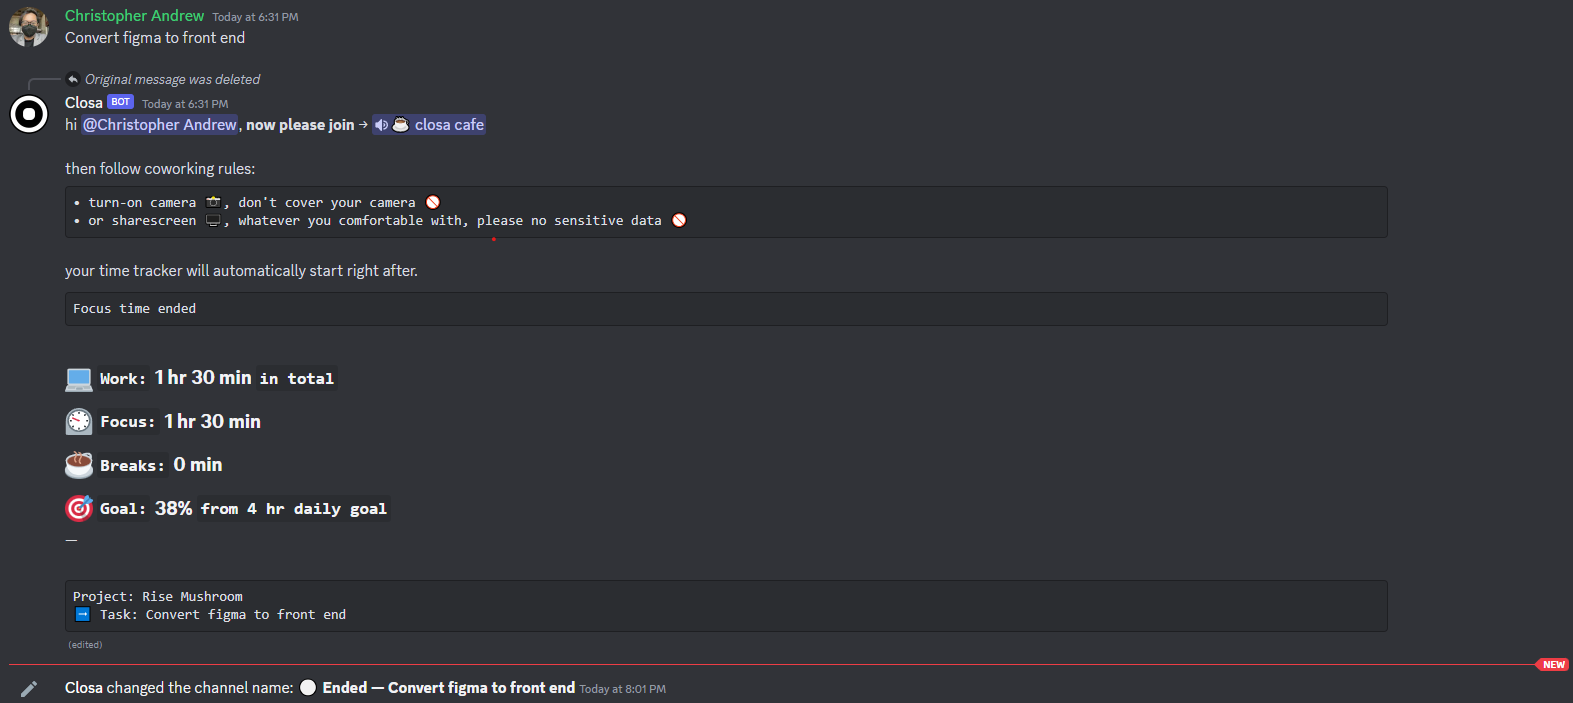 Christopher Andrew Today at 6:31 PM
Convert figma to front end
Original message was deleted
Closa BOT Today at 6:31 PM
hi @Christopher Andrew, now please join → closa cafe
then follow coworking rules:
• turn-on camera 📸, don't cover your camera 🚫
• or sharescreen 🖥, whatever you comfortable with, please no sensitive data 🚫
your time tracker will automatically start right after.
Focus time ended
Work: 1 hr 30 min in total
Focus: 1 hr 30 min
Breaks: 0 min
Goal: 38% from 4 hr daily goal
—
Project: Rise Mushroom
➡ Task: Convert figma to front end
(edited)
NEW
Closa changed the channel name: ⚪ Ended — Convert figma to front end Today at 8:01 PM